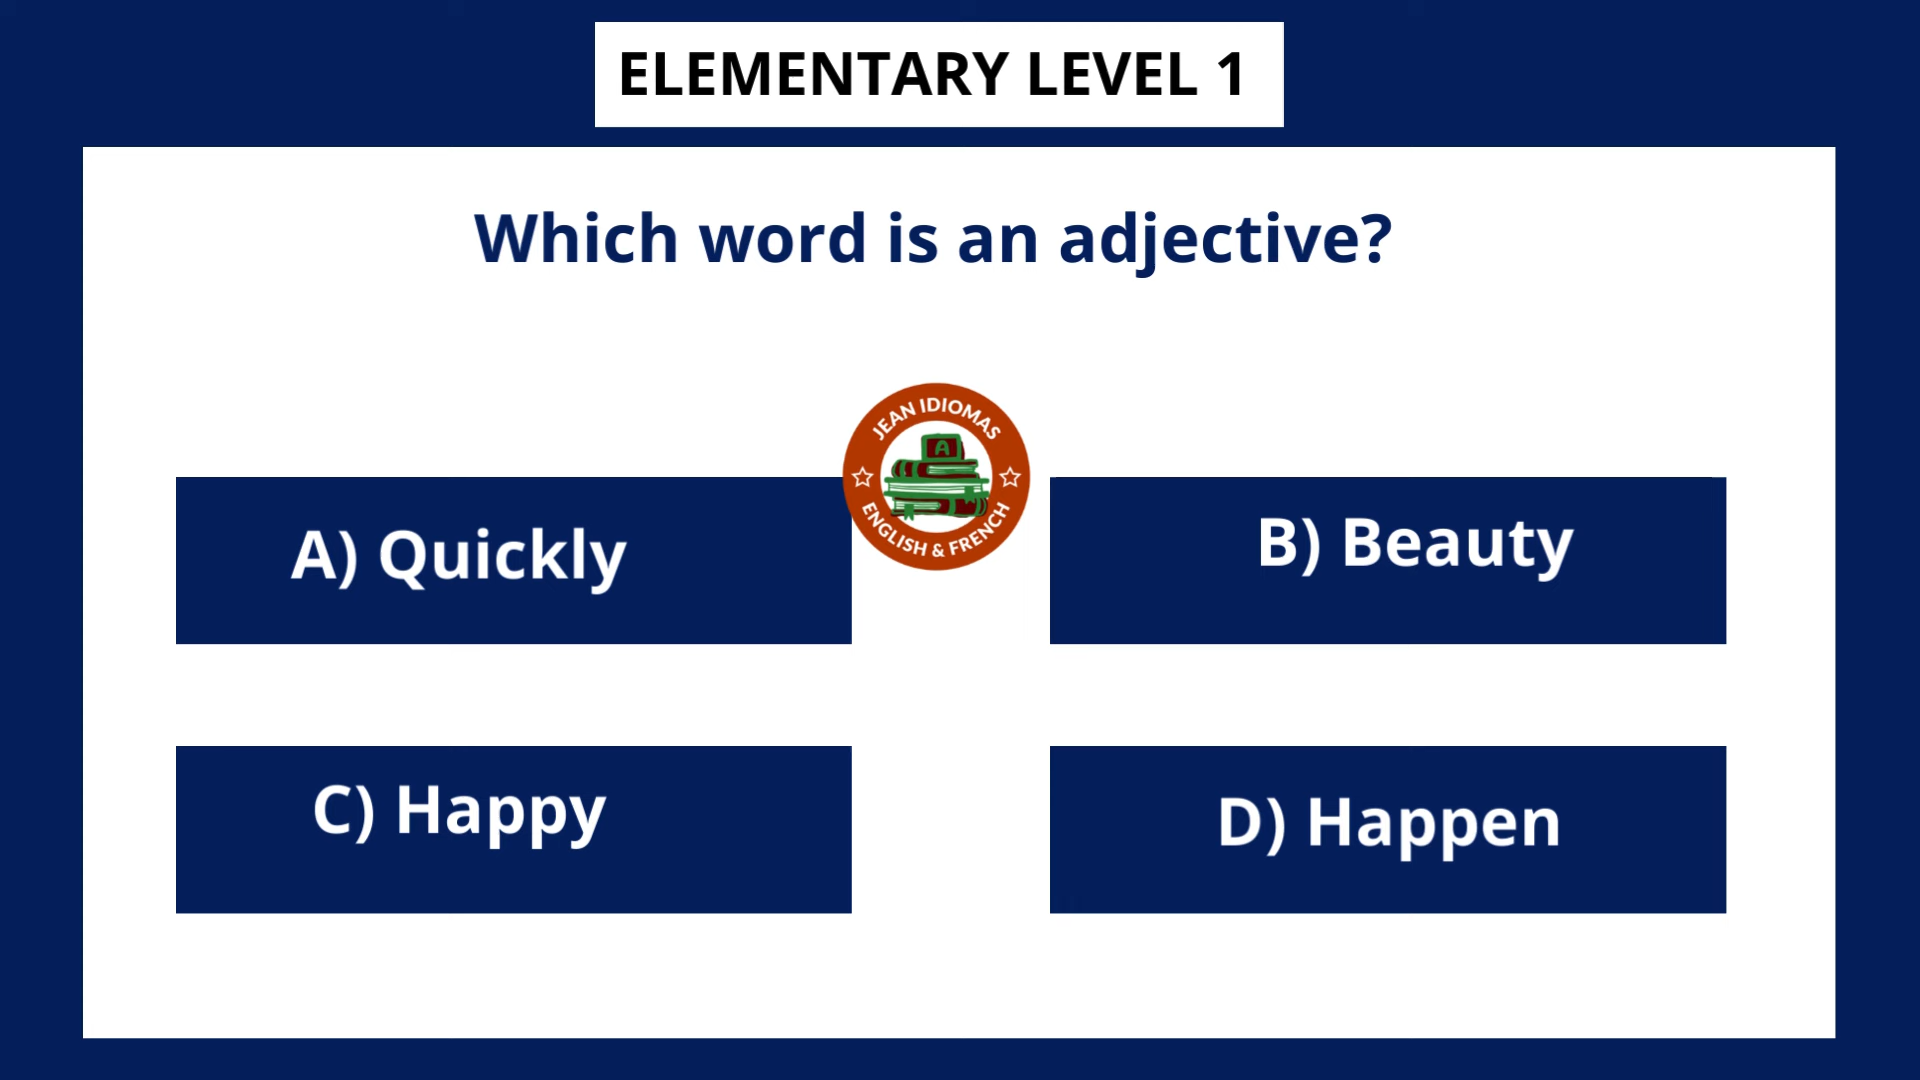 ELEMENTARY LEVEL 1
Which word is an adjective?
JEAN IDIOMAS
A
ENGLISH & FRENCH
A) Quickly
B) Beauty
C) Happy
D) Happen